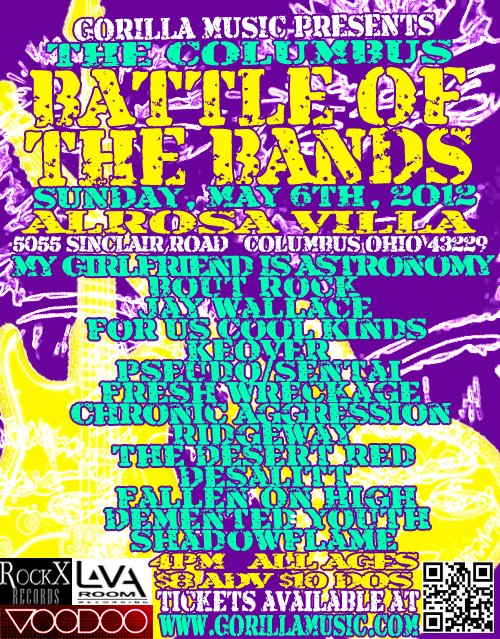 GORILLA MUSIC PRESENTS
THE COLUMBUS
BATTLE OF
THE BANDS
SUNDAY, MAY 6TH, 2012
ALROSA VILLA
5055 SINCLAIR ROAD COLUMBUS, OHIO 43229
MY GIRLFRIEND IS ASTRONOMY
BOUT ROCK
JAY WALLACE
FOR US COOL KINDS
KEOVER
PSEUDO/SENTAI
FRESH WRECKAGE
CHRONIC AGGRESSION
RIDGEWAY
THE DESERT RED
DESALITT
FALLEN ON HIGH
DEMENTED YOUTH
SHADOWFLAME
4PM ALL AGES
$8 ADV $10 DOS
TICKETS AVAILABLE AT
WWW.GORILLAMUSIC.COM
ROCKX
RECORDS
LAVA
ROOM
RECORDING
VOODOO